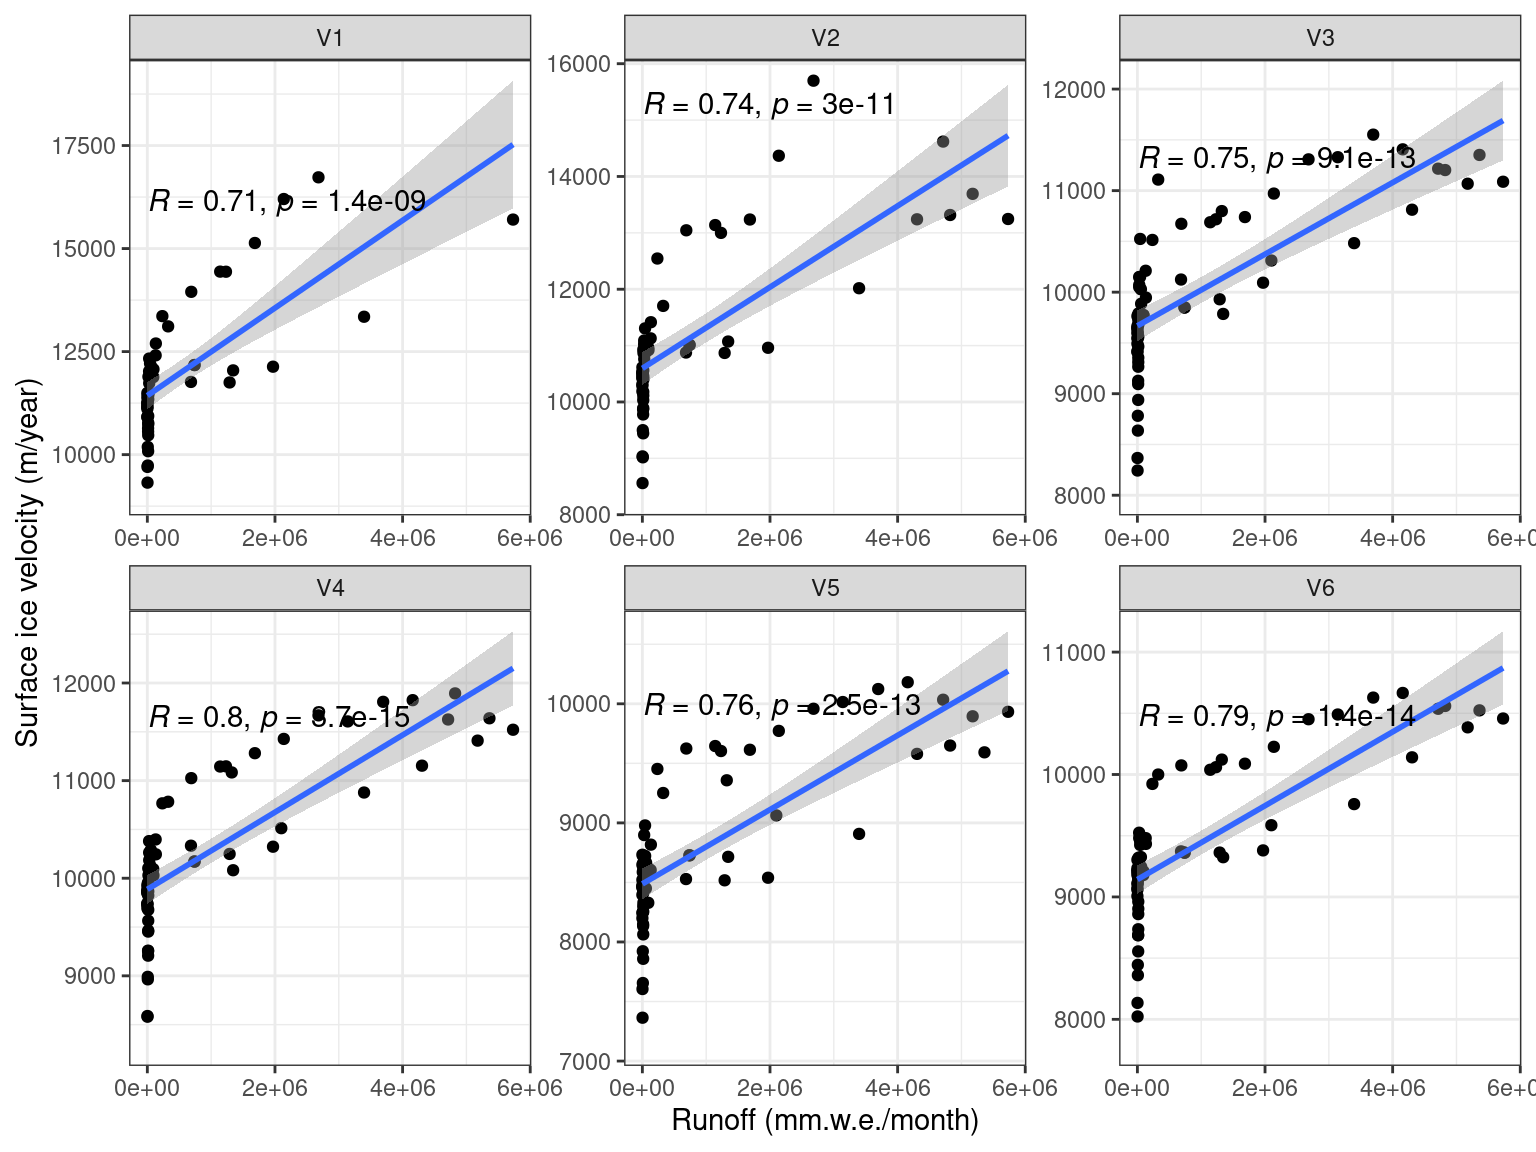 V1
V2
V3
R = 0.71, p = 1.4e-09
R = 0.74, p = 3e-11
R = 0.75, p = 9.1e-13
17500
15000
12500
10000
16000
14000
12000
10000
8000
12000
11000
10000
9000
8000
0e+00 2e+06 4e+06 6e+06
0e+00 2e+06 4e+06 6e+06
0e+00 2e+06 4e+06 6e+0
Surface ice velocity (m/year)
V4
V5
V6
R = 0.8, p = 3.7e-15
R = 0.76, p = 2.5e-13
R = 0.79, p = 1.4e-14
12000
11000
10000
9000
10000
9000
8000
7000
11000
10000
9000
8000
0e+00 2e+06 4e+06 6e+06
0e+00 2e+06 4e+06 6e+06
0e+00 2e+06 4e+06 6e+0
Runoff (mm.w.e./month)